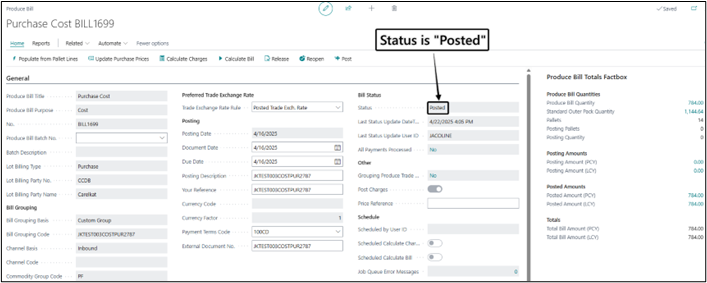 Produce Bill
Saved
Purchase Cost BILL1699
Home Reports Related Automate Fewer options
Status is "Posted"
Populate from Pallet Lines Update Purchase Prices Calculate Charges Calculate Bill Release Reopen Post
General
Produce Bill Title Purchase Cost
Produce Bill Purpose Cost
No. BILL1699
Produce Bill Batch No.
Batch Description
Lot Billing Type Purchase
Lot Billing Party No. CCDB
Lot Billing Party Name Carelkat
Bill Grouping
Bill Grouping Basis Custom Group
Bill Grouping Code JKTEST003COSTPUR2787
Channel Basis Inbound
Channel Code
Commodity Group Code PF
Preferred Trade Exchange Rate
Trade Exchange Rate Rule Posted Trade Exch. Rate
Posting
Posting Date 4/16/2025
Document Date 4/16/2025
Due Date 4/16/2025
Posting Description JKTEST003COSTPUR2787
Your Reference JKTEST003COSTPUR2787
Currency Code
Currency Factor 1
Payment Terms Code 100CD
External Document No. JKTEST003COSTPUR2787
Bill Status
Status Posted
Last Status Update DateT... 4/22/2025 4:05 PM
Last Status Update User ID JACOLINE
All Payments Processed No
Other
Grouping Produce Trade ... No
Post Charges
Price Reference
Schedule
Scheduled by User ID
Scheduled Calculate Char...
Scheduled Calculate Bill
Job Queue Error Messages 0
Produce Bill Totals Factbox
Produce Bill Quantities
Produce Bill Quantity 784.00
Standard Outer Pack Quantity 1,144.64
Pallets 14
Posting Pallets 0
Posting Quantity 0
Posting Amounts
Posting Amount (PCY) 0.00
Posting Amount (LCY) 0.00
Posted Amounts
Posted Amount (PCY) 784.00
Posted Amount (LCY) 784.00
Totals
Total Bill Amount (PCY) 784.00
Total Bill Amount (LCY) 784.00